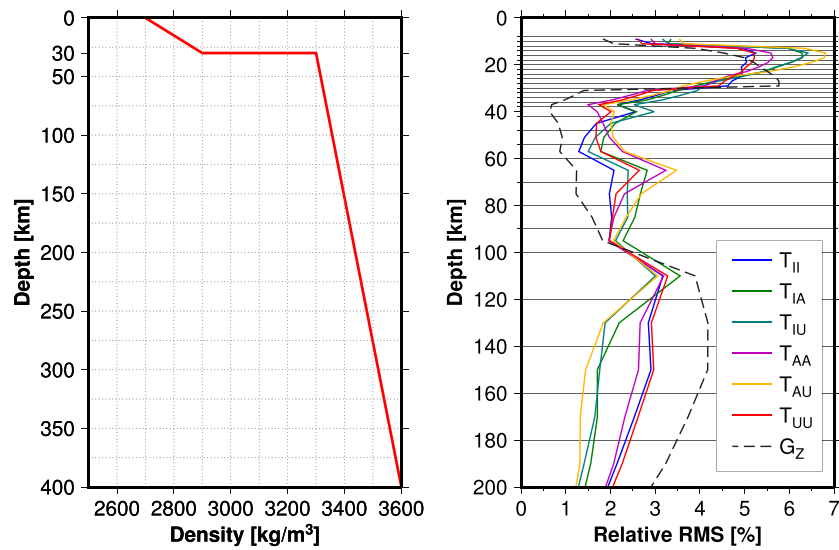 0
30
50
100
150
200
250
300
350
400
Depth [km]
2600 2800 3000 3200 3400 3600
Density [kg/m³]
0
20
40
60
80
100
120
140
160
180
200
Depth [km]
0 1 2 3 4 5 6 7
Relative RMS [%]
T_II
T_IA
T_IU
T_AA
T_AU
T_UU
G_Z